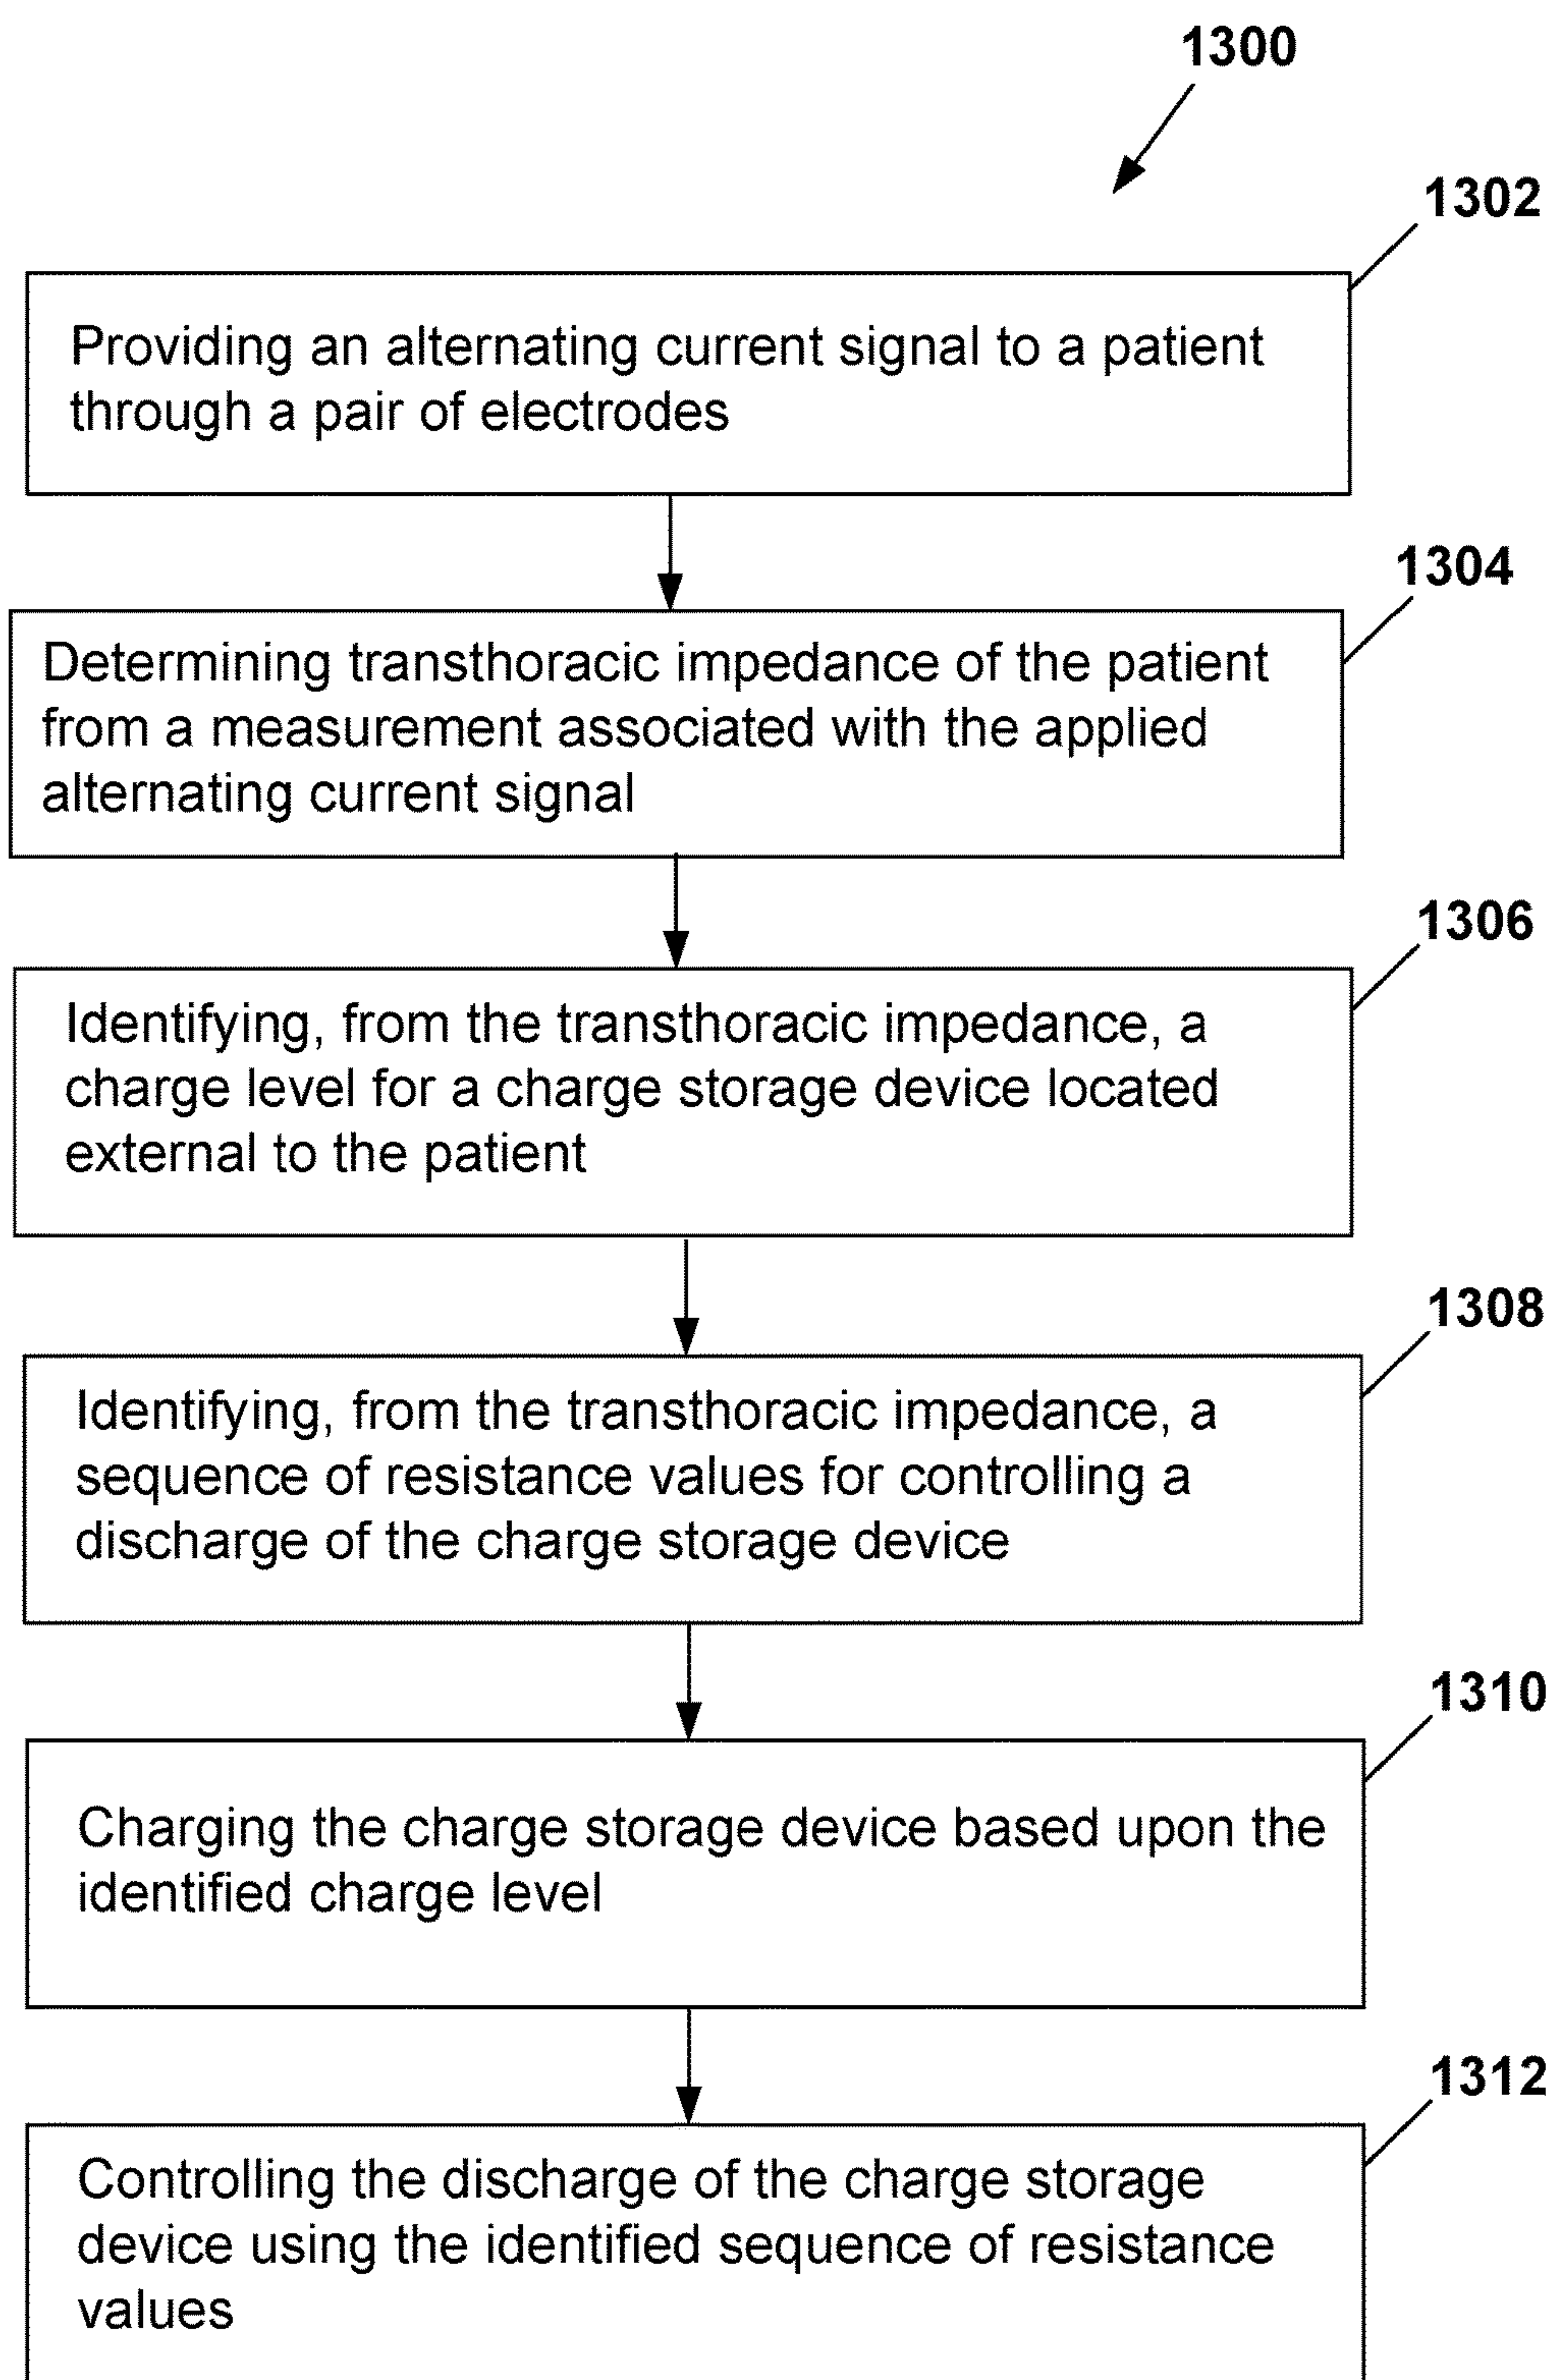 1300
1302
Providing an alternating current signal to a patient
through a pair of electrodes
1304
Determining transthoracic impedance of the patient
from a measurement associated with the applied
alternating current signal
1306
Identifying, from the transthoracic impedance, a
charge level for a charge storage device located
external to the patient
1308
Identifying, from the transthoracic impedance, a
sequence of resistance values for controlling a
discharge of the charge storage device
1310
Charging the charge storage device based upon the
identified charge level
1312
Controlling the discharge of the charge storage
device using the identified sequence of resistance
values